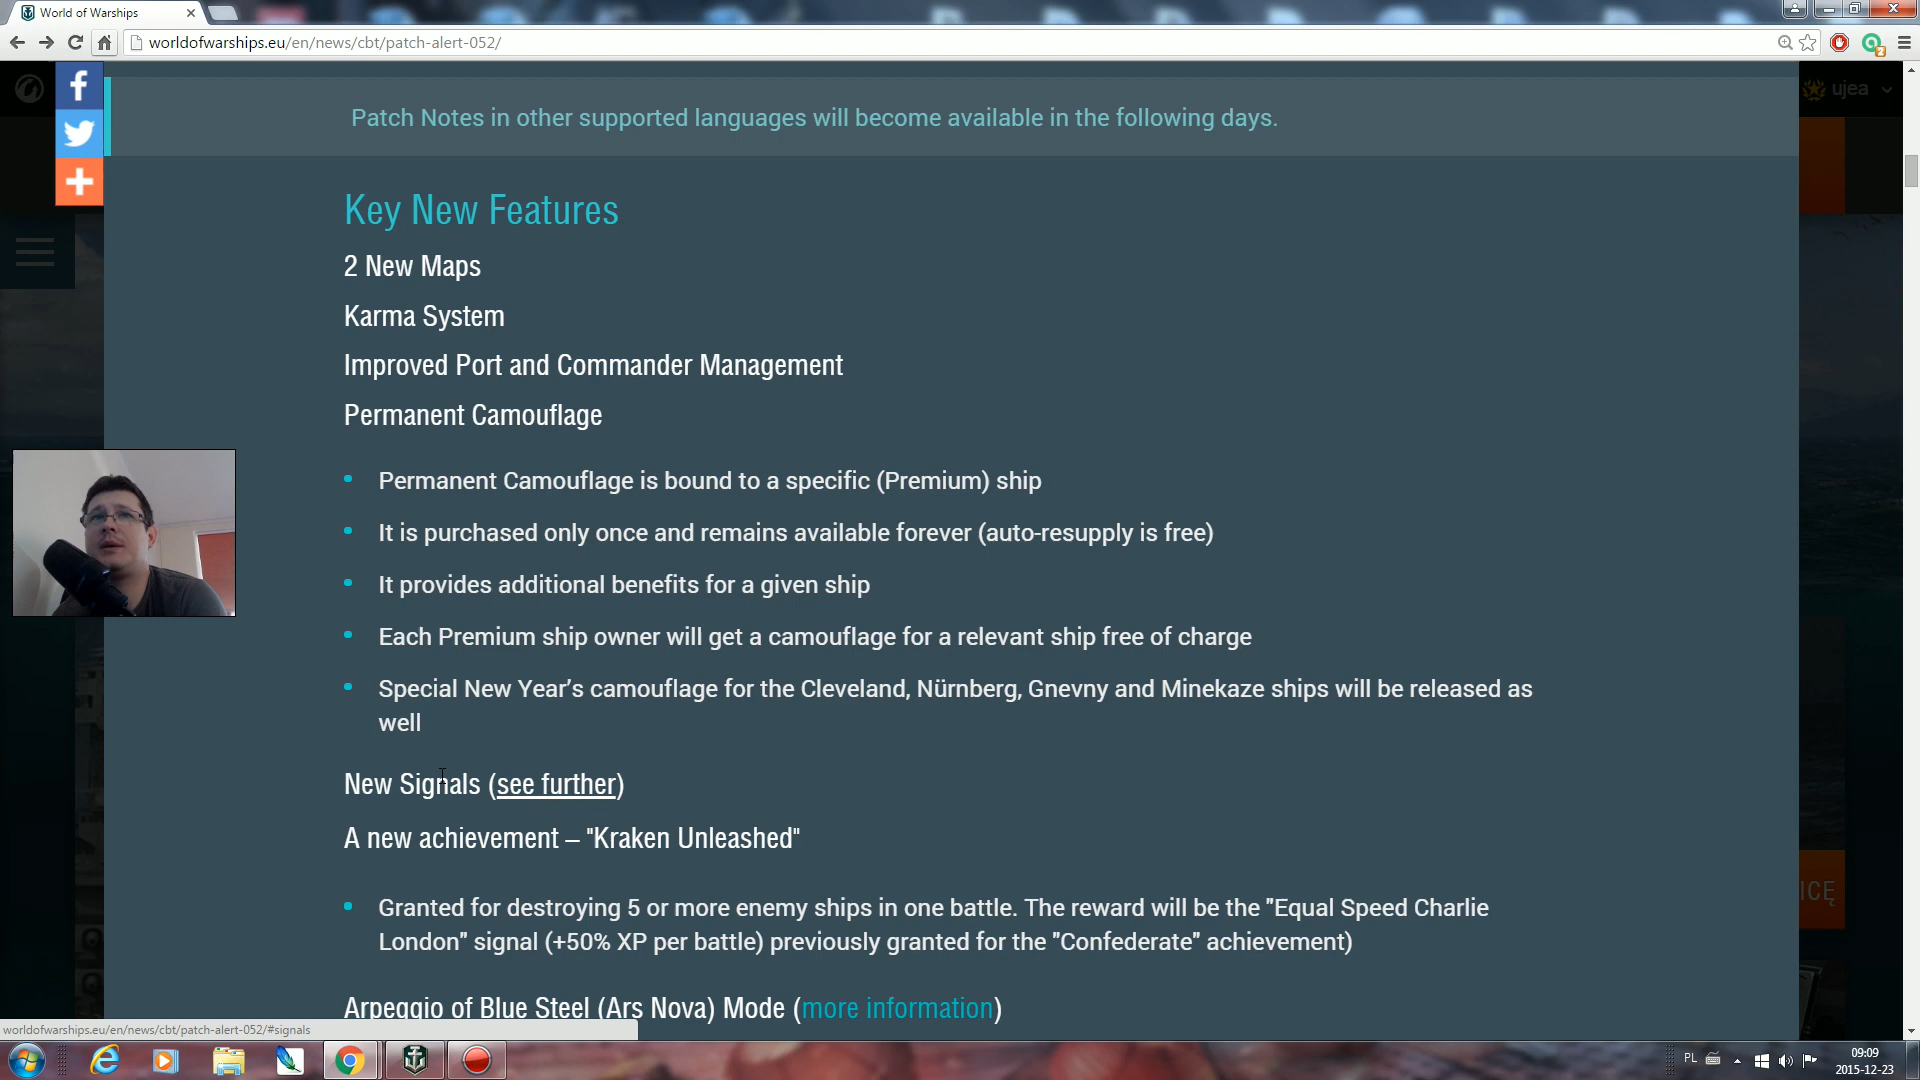 World of Warships
worldofwarships.eu/en/news/cbt/patch-alert-052/
2
ujea
Patch Notes in other supported languages will become available in the following days.
Key New Features
2 New Maps
Karma System
Improved Port and Commander Management
Permanent Camouflage
Permanent Camouflage is bound to a specific (Premium) ship
It is purchased only once and remains available forever (auto-resupply is free)
It provides additional benefits for a given ship
Each Premium ship owner will get a camouflage for a relevant ship free of charge
Special New Year's camouflage for the Cleveland, Nürnberg, Gnevny and Minekaze ships will be released as
well
New Signals (see further)
A new achievement – "Kraken Unleashed"
ICĘ
Granted for destroying 5 or more enemy ships in one battle. The reward will be the "Equal Speed Charlie
London" signal (+50% XP per battle) previously granted for the "Confederate" achievement)
Arpeggio of Blue Steel (Ars Nova) Mode (more information)
worldofwarships.eu/en/news/cbt/patch-alert-052/#signals
PL
09:09
2015-12-23